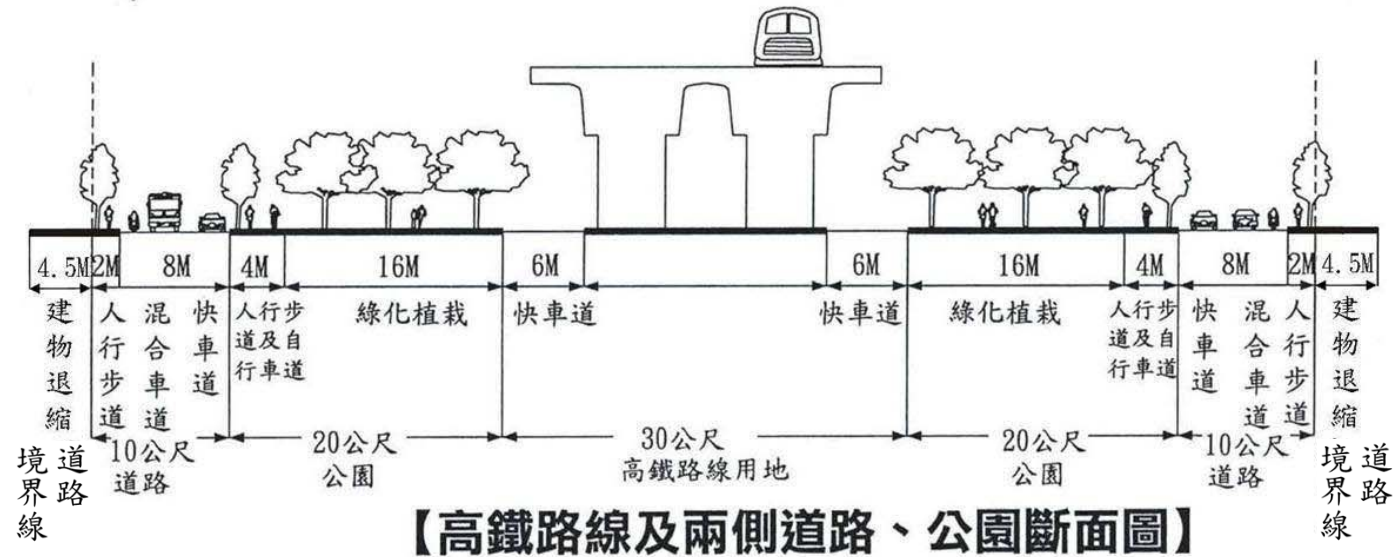 4.5M 2M 8M 4M 16M 6M 6M 16M 4M 8M 2M 4.5M
建物退縮
人行步道
混合車道
快車道
人行步道及自行車道
綠化植栽
快車道
快車道
綠化植栽
人行步道及自行車道
快車道
混合車道
人行步道
建物退縮
道路境界線
10公尺
道路
20公尺
公園
30公尺
高鐵路線用地
20公尺
公園
10公尺
道路
道路境界線
【高鐵路線及兩側道路、公園斷面圖】